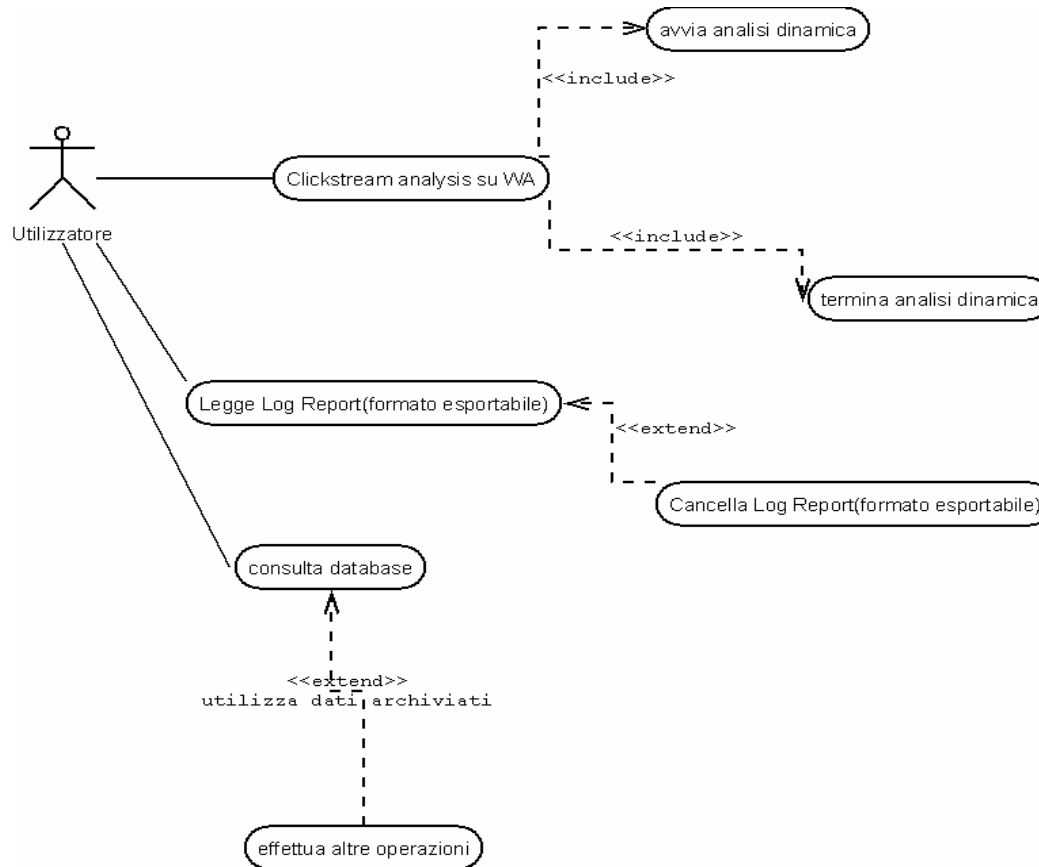 avvia analisi dinamica
<<include>>
Clickstream analysis su WA
Utilizzatore
<<include>>
termina analisi dinamica
Legge Log Report(formato esportabile)
<<extend>>
Cancella Log Report(formato esportabile)
consulta database
<<extend>>
utilizza dati archiviati
effettua altre operazioni